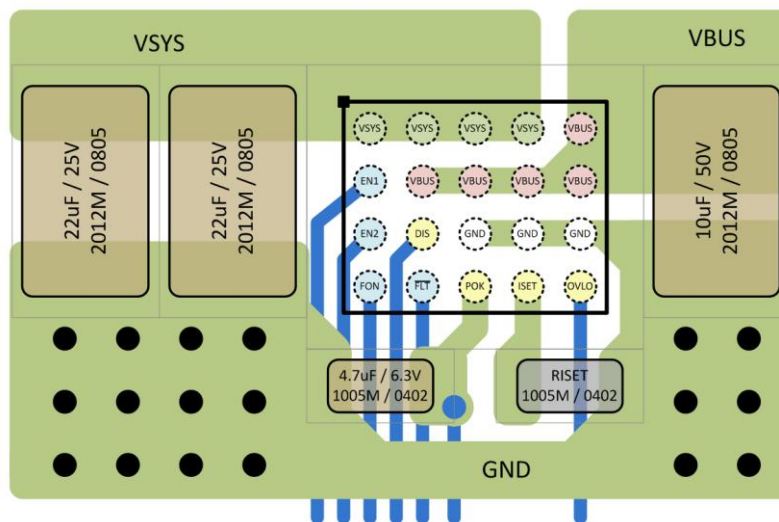 VSYS
VBUS
22uF / 25V
2012M / 0805
22uF / 25V
2012M / 0805
10uF / 50V
2012M / 0805
VSYS VSYS VSYS VSYS VBUS
EN1 VBUS VBUS VBUS VBUS
EN2 DIS GND GND GND
FON FLT POK ISET OVLO
4.7uF / 6.3V
1005M / 0402
RISET
1005M / 0402
GND